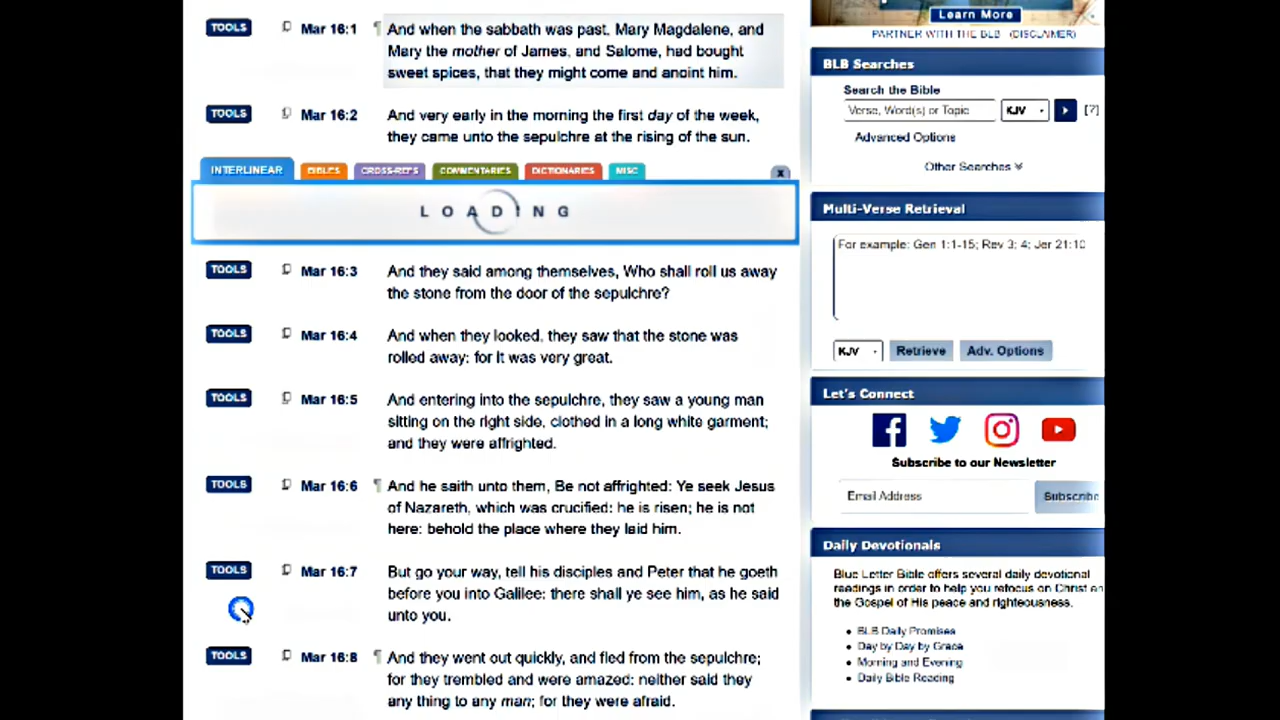 TOOLS Mar 16:1 ¶ And when the sabbath was past, Mary Magdalene, and
Mary the mother of James, and Salome, had bought
sweet spices, that they might come and anoint him.
TOOLS Mar 16:2 And very early in the morning the first day of the week,
they came unto the sepulchre at the rising of the sun.
INTERLINEAR BIBLES CROSS-REFS COMMENTARIES DICTIONARIES MISC x
LOADING
TOOLS Mar 16:3 And they said among themselves, Who shall roll us away
the stone from the door of the sepulchre?
TOOLS Mar 16:4 And when they looked, they saw that the stone was
rolled away: for it was very great.
TOOLS Mar 16:5 And entering into the sepulchre, they saw a young man
sitting on the right side, clothed in a long white garment;
and they were affrighted.
TOOLS Mar 16:6 ¶ And he saith unto them, Be not affrighted: Ye seek Jesus
of Nazareth, which was crucified: he is risen; he is not
here: behold the place where they laid him.
TOOLS Mar 16:7 But go your way, tell his disciples and Peter that he goeth
before you into Galilee: there shall ye see him, as he said
unto you.
TOOLS Mar 16:8 ¶ And they went out quickly, and fled from the sepulchre;
for they trembled and were amazed: neither said they
any thing to any man; for they were afraid.
Learn More
PARTNER WITH THE BLB (DISCLAIMER)
BLB Searches
Search the Bible
Verse, Word(s) or Topic KJV [?]
Advanced Options
Other Searches
Multi-Verse Retrieval
For example: Gen 1:1-15; Rev 3; 4; Jer 21:10
KJV Retrieve Adv. Options
Let's Connect
Subscribe to our Newsletter
Email Address Subscribe
Daily Devotionals
Blue Letter Bible offers several daily devotional
readings in order to help you refocus on Christ an
the Gospel of His peace and righteousness.
BLB Daily Promises
Day by Day by Grace
Morning and Evening
Daily Bible Reading